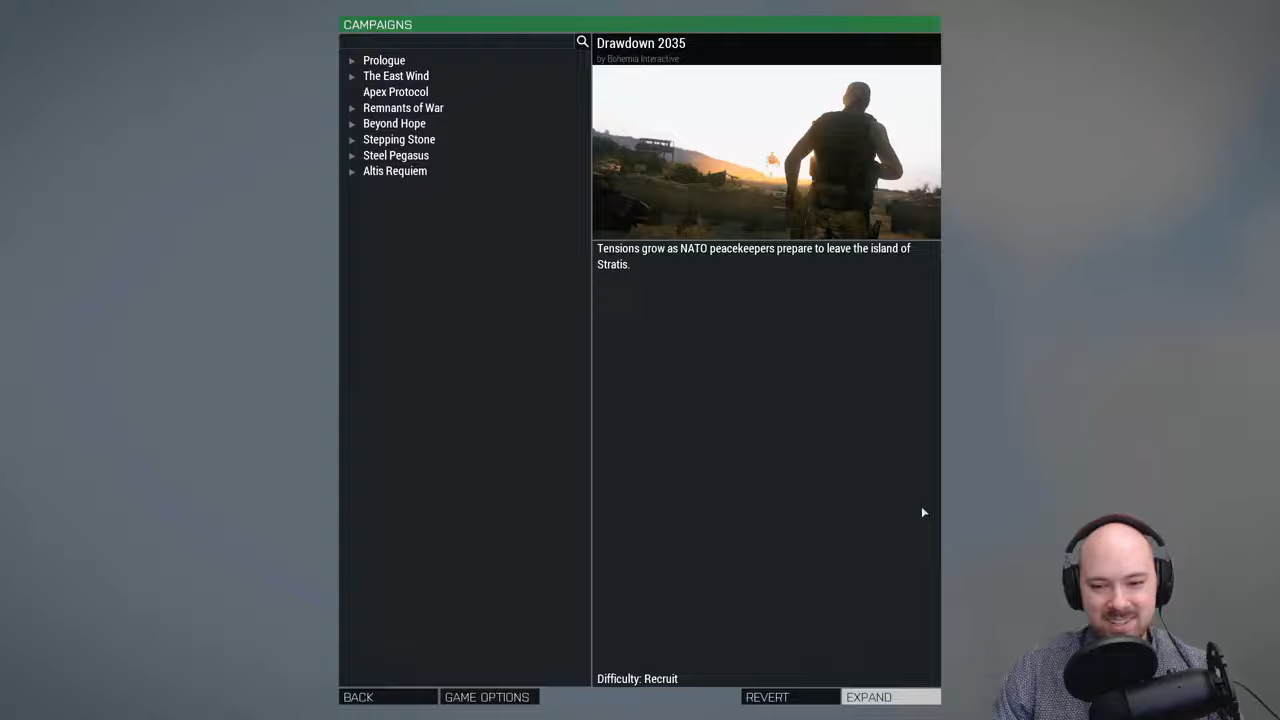 CAMPAIGNS
Drawdown 2035
by Bohemia Interactive
Prologue
The East Wind
Apex Protocol
Remnants of War
Beyond Hope
Stepping Stone
Steel Pegasus
Altis Requiem
Tensions grow as NATO peacekeepers prepare to leave the island of
Stratis.
Difficulty: Recruit
BACK
GAME OPTIONS
REVERT
EXPAND